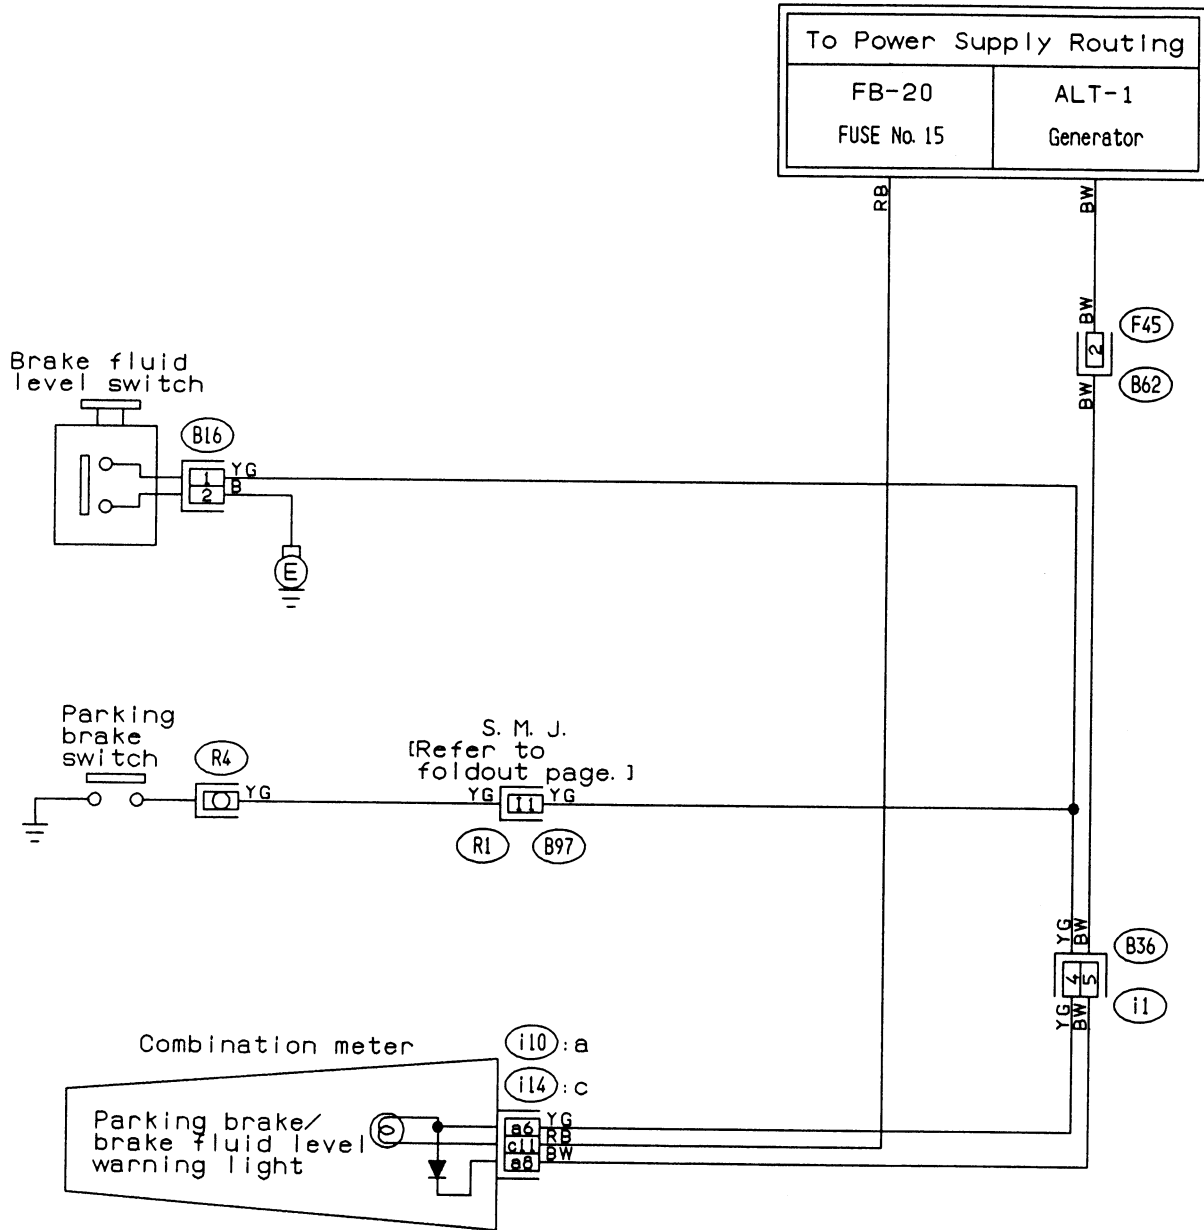 To Power Supply Routing
FB-20
FUSE No. 15
ALT-1
Generator
RB
BW
BW
F45
2
B62
BW
Brake fluid
level switch
B16
1
YG
2
B
E
Parking
brake
switch
R4
YG
S. M. J.
[Refer to
foldout page. ]
YG
I1
YG
R1
B97
YG
BW
B36
4
5
YG
BW
i1
Combination meter
i10 : a
i14 : c
Parking brake/
brake fluid level
warning light
a6
YG
c11
RB
a8
BW